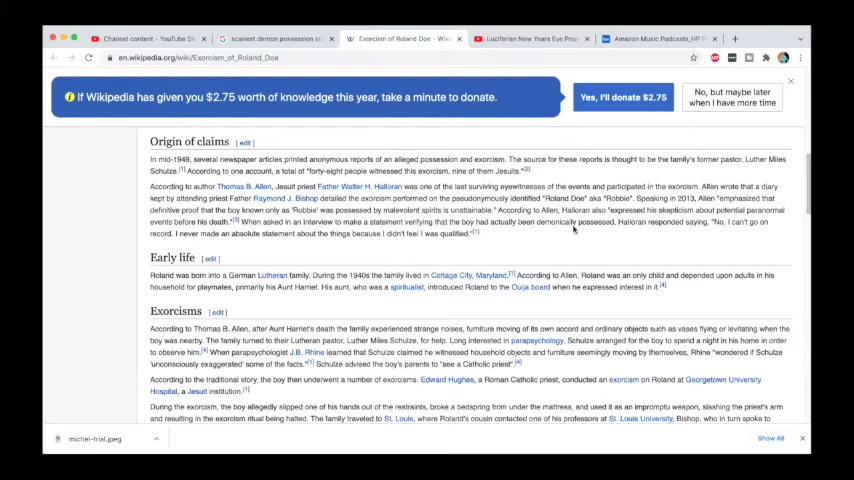 Channel content - YouTube St
scariest demon possession st
Exorcism of Roland Doe - Wiki
Luciferian New Years Eve Prop
Amazon Music Podcasts_HP P
en.wikipedia.org/wiki/Exorcism_of_Roland_Doe
If Wikipedia has given you $2.75 worth of knowledge this year, take a minute to donate.
Yes, I'll donate $2.75
No, but maybe later
when I have more time
Origin of claims [ edit ]
In mid-1949, several newspaper articles printed anonymous reports of an alleged possession and exorcism. The source for these reports is thought to be the family's former pastor, Luther Miles
Schulze.[1] According to one account, a total of "forty-eight people witnessed this exorcism, nine of them Jesuits."[2]
According to author Thomas B. Allen, Jesuit priest Father Walter H. Halloran was one of the last surviving eyewitnesses of the events and participated in the exorcism. Allen wrote that a diary
kept by attending priest Father Raymond J. Bishop detailed the exorcism performed on the pseudonymously identified "Roland Doe" aka "Robbie". Speaking in 2013, Allen "emphasized that
definitive proof that the boy known only as 'Robbie' was possessed by malevolent spirits is unattainable." According to Allen, Halloran also "expressed his skepticism about potential paranormal
events before his death."[3] When asked in an interview to make a statement verifying that the boy had actually been demonically possessed, Halloran responded saying, "No, I can't go on
record. I never made an absolute statement about the things because I didn't feel I was qualified."[1]
Early life [ edit ]
Roland was born into a German Lutheran family. During the 1940s the family lived in Cottage City, Maryland.[1] According to Allen, Roland was an only child and depended upon adults in his
household for playmates, primarily his Aunt Harriet. His aunt, who was a spiritualist, introduced Roland to the Ouija board when he expressed interest in it.[4]
Exorcisms [ edit ]
According to Thomas B. Allen, after Aunt Harriet's death the family experienced strange noises, furniture moving of its own accord and ordinary objects such as vases flying or levitating when the
boy was nearby. The family turned to their Lutheran pastor, Luther Miles Schulze, for help. Long interested in parapsychology, Schulze arranged for the boy to spend a night in his home in order
to observe him.[4] When parapsychologist J.B. Rhine learned that Schulze claimed he witnessed household objects and furniture seemingly moving by themselves, Rhine "wondered if Schulze
'unconsciously exaggerated' some of the facts."[1] Schulze advised the boy's parents to "see a Catholic priest".[4]
According to the traditional story, the boy then underwent a number of exorcisms. Edward Hughes, a Roman Catholic priest, conducted an exorcism on Roland at Georgetown University
Hospital, a Jesuit institution.[1]
During the exorcism, the boy allegedly slipped one of his hands out of the restraints, broke a bedspring from under the mattress, and used it as an impromptu weapon, slashing the priest's arm
and resulting in the exorcism ritual being halted. The family traveled to St. Louis, where Roland's cousin contacted one of his professors at St. Louis University, Bishop, who in turn spoke to
michel-trial.jpeg
Show All